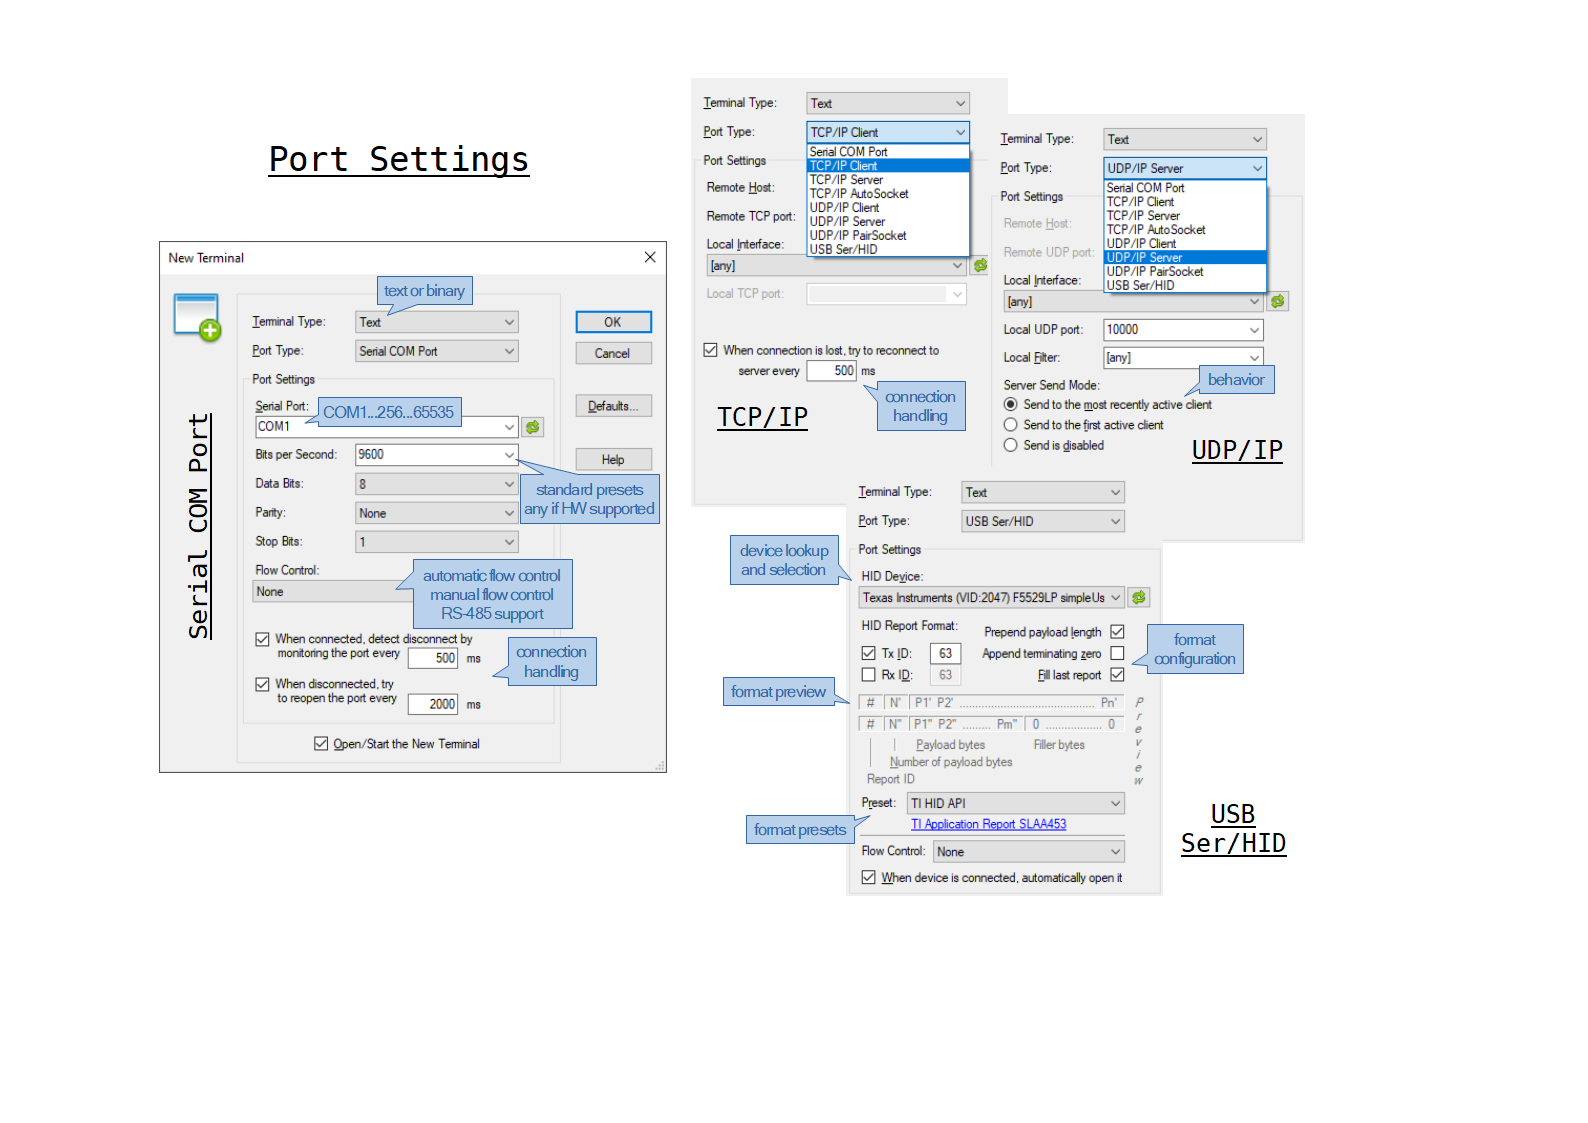 Port Settings
New Terminal
text or binary
Terminal Type: Text
OK
Port Type: Serial COM Port
Cancel
Port Settings
Serial Port:
COM1...256...65535
Defaults...
COM1
Bits per Second: 9600
Help
Data Bits: 8
standard presets
any if HW supported
Parity: None
Stop Bits: 1
Flow Control:
None
automatic flow control
manual flow control
RS-485 support
When connected, detect disconnect by
monitoring the port every 500 ms
connection
handling
When disconnected, try
to reopen the port every 2000 ms
Open/Start the New Terminal
Serial COM Port
Terminal Type: Text
Port Type: TCP/IP Client
Serial COM Port
TCP/IP Client
TCP/IP Server
TCP/IP AutoSocket
UDP/IP Client
UDP/IP Server
UDP/IP PairSocket
USB Ser/HID
Port Settings
Remote Host:
Remote TCP port:
Local Interface:
[any]
Local TCP port:
When connection is lost, try to reconnect to
server every 500 ms
connection
handling
TCP/IP
Terminal Type: Text
Port Type: UDP/IP Server
Serial COM Port
TCP/IP Client
TCP/IP Server
TCP/IP AutoSocket
UDP/IP Client
UDP/IP Server
UDP/IP PairSocket
USB Ser/HID
Port Settings
Remote Host:
Remote UDP port:
Local Interface:
[any]
Local UDP port: 10000
Local Filter: [any]
behavior
Server Send Mode:
Send to the most recently active client
Send to the first active client
Send is disabled
UDP/IP
Terminal Type: Text
Port Type: USB Ser/HID
Port Settings
device lookup
and selection
HID Device:
Texas Instruments (VID:2047) F5529LP simpleUs
HID Report Format:
Prepend payload length
Tx ID: 63
Append terminating zero
Rx ID: 63
Fill last report
format
configuration
format preview
# N' P1' P2' ............................................. Pn'
# N" P1" P2" ......... Pm" 0 ................. 0
Payload bytes Filler bytes
Number of payload bytes
Report ID
Preview
Preset: TI HID API
TI Application Report SLAA453
format presets
Flow Control: None
When device is connected, automatically open it
USB
Ser/HID